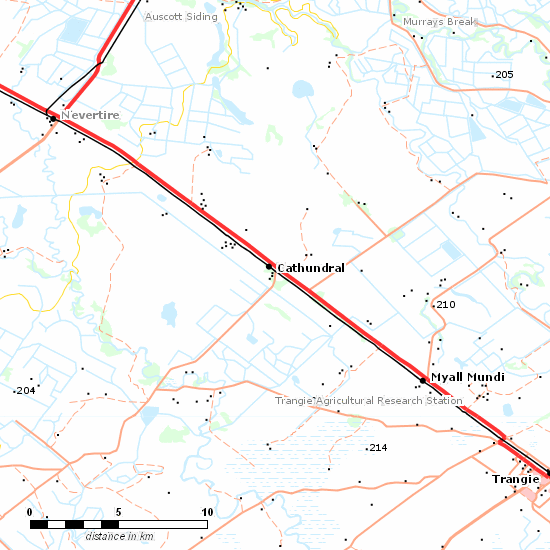 Auscott Siding
Murrays Break
205
Nevertire
Cathundral
210
Myall Mundi
204
Trangie Agricultural Research Station
214
Trangie
0 5 10
distance in km